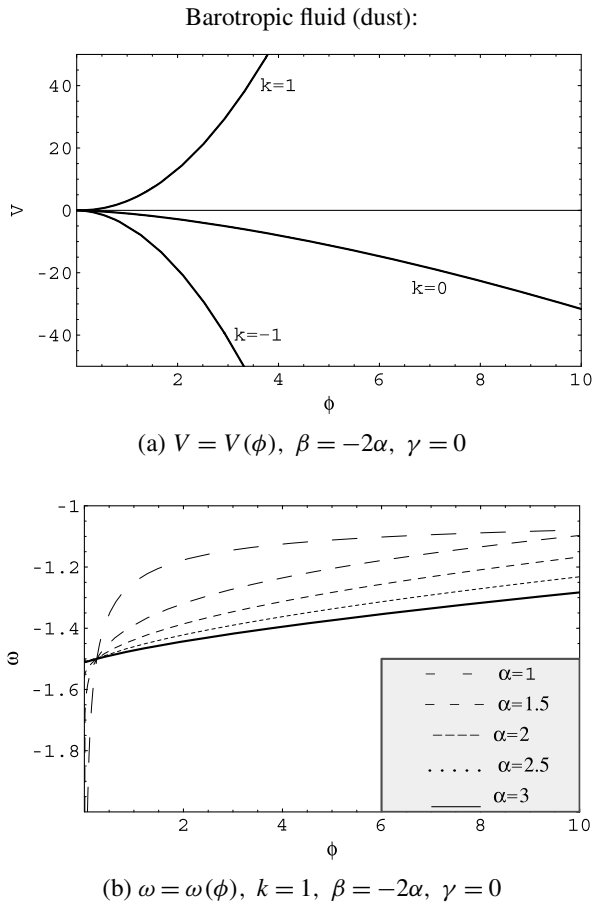 Barotropic fluid (dust):
40
20
0
-20
-40
V
k=1
k=0
k=-1
2
4
6
8
10
ϕ
(a) V = V(ϕ), β = −2α, γ = 0
-1
-1.2
-1.4
-1.6
-1.8
ω
α=1
α=1.5
α=2
α=2.5
α=3
2
4
6
8
10
ϕ
(b) ω = ω(ϕ), k = 1, β = −2α, γ = 0